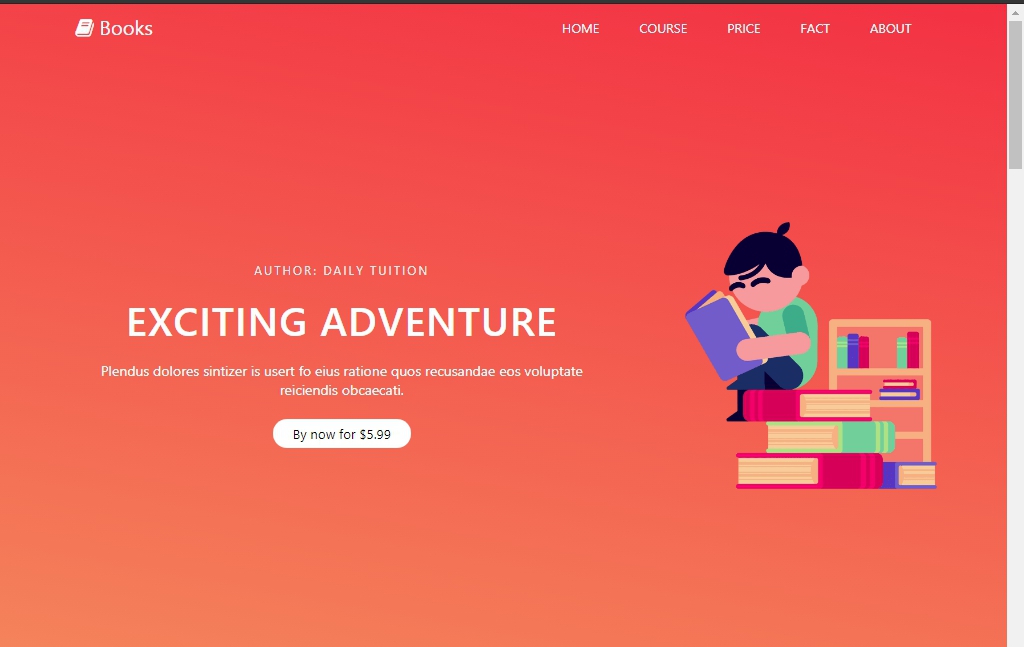 Books
HOME
COURSE
PRICE
FACT
ABOUT
AUTHOR: DAILY TUITION
EXCITING ADVENTURE
Plendus dolores sintizer is usert fo eius ratione quos recusandae eos voluptate
reiciendis obcaecati.
By now for $5.99